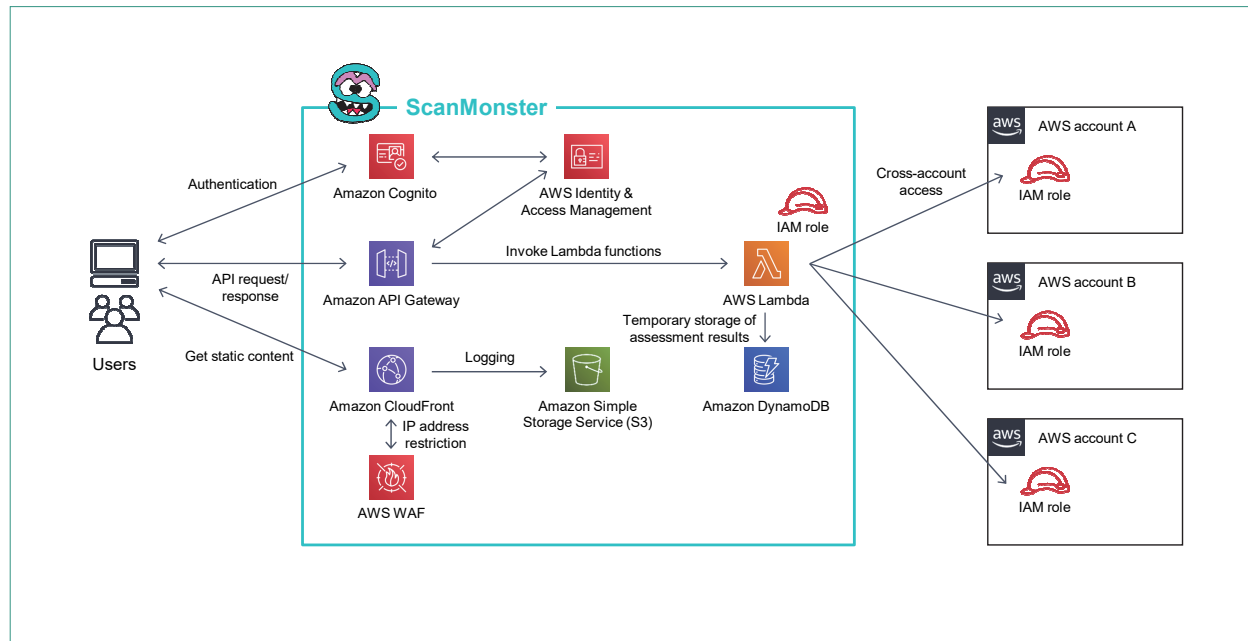 ScanMonster
Authentication
Amazon Cognito
AWS Identity &
Access Management
API request/
response
Amazon API Gateway
Invoke Lambda functions
IAM role
AWS Lambda
Users
Get static content
Amazon CloudFront
Logging
Amazon Simple
Storage Service (S3)
Temporary storage of
assessment results
Amazon DynamoDB
IP address
restriction
AWS WAF
Cross-account
access
aws
AWS account A
IAM role
aws
AWS account B
IAM role
aws
AWS account C
IAM role